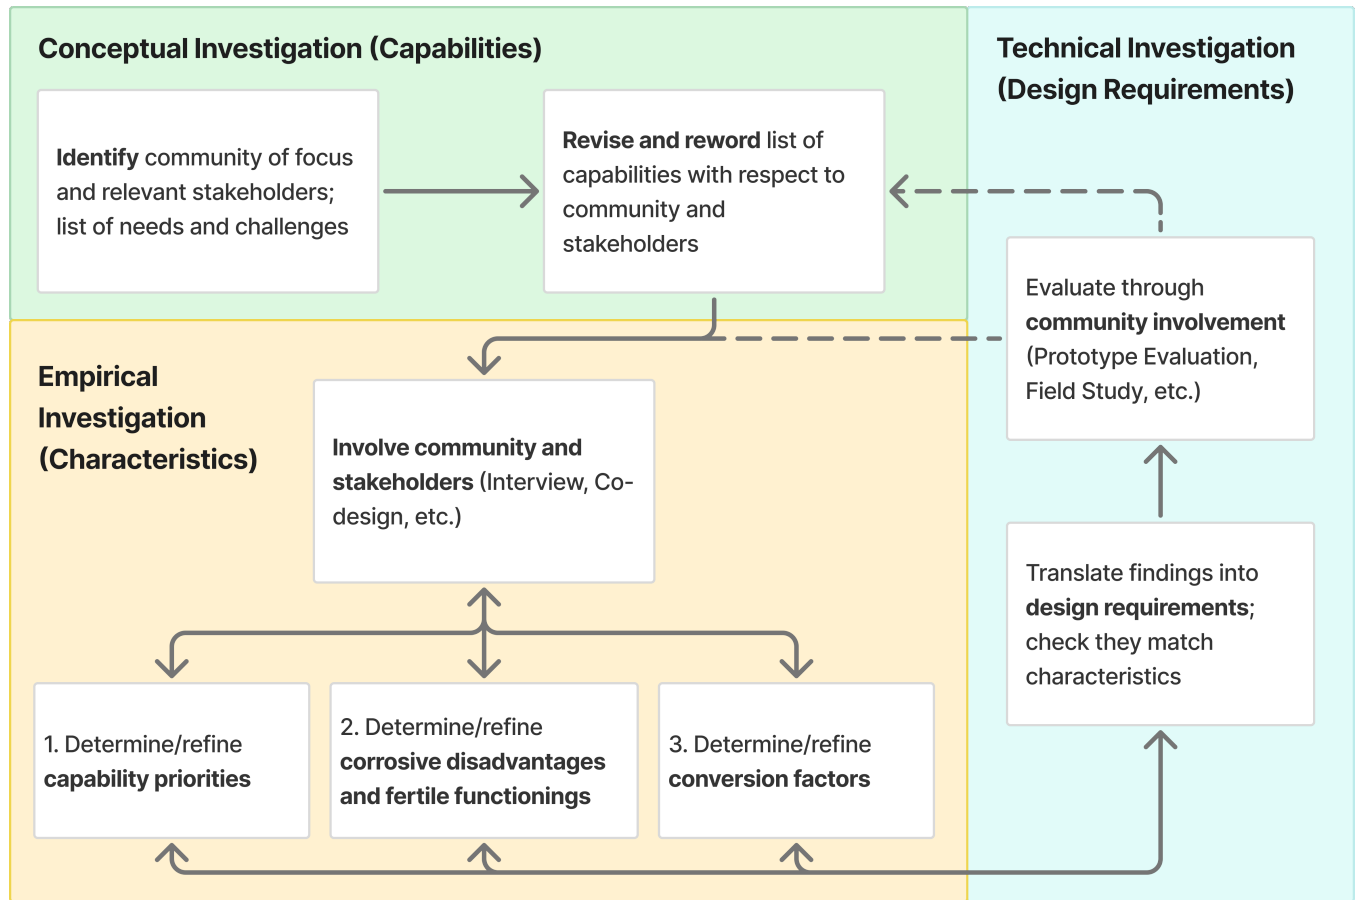 Conceptual Investigation (Capabilities)
Identify community of focus
and relevant stakeholders;
list of needs and challenges
Revise and reword list of
capabilities with respect to
community and
stakeholders
Technical Investigation
(Design Requirements)
Evaluate through
community involvement
(Prototype Evaluation,
Field Study, etc.)
Empirical
Investigation
(Characteristics)
Involve community and
stakeholders (Interview, Co-
design, etc.)
Translate findings into
design requirements;
check they match
characteristics
1. Determine/refine
capability priorities
2. Determine/refine
corrosive disadvantages
and fertile functionings
3. Determine/refine
conversion factors